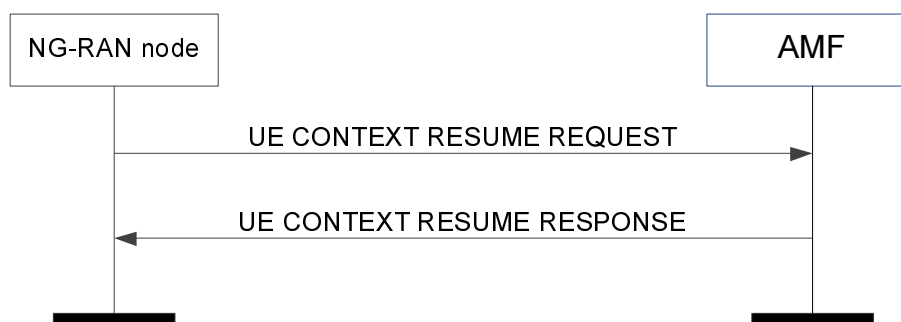 NG-RAN node
AMF
UE CONTEXT RESUME REQUEST
UE CONTEXT RESUME RESPONSE